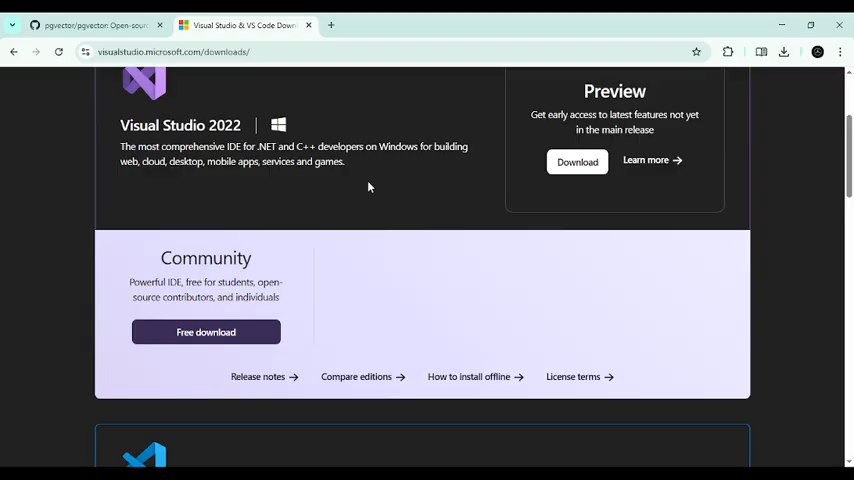 pgvector/pgvector: Open-sour
Visual Studio & VS Code Down
visualstudio.microsoft.com/downloads/
Visual Studio 2022
The most comprehensive IDE for .NET and C++ developers on Windows for building
web, cloud, desktop, mobile apps, services and games.
Preview
Get early access to latest features not yet
in the main release
Download
Learn more
Community
Powerful IDE, free for students, open-
source contributors, and individuals
Free download
Release notes
Compare editions
How to install offline
License terms